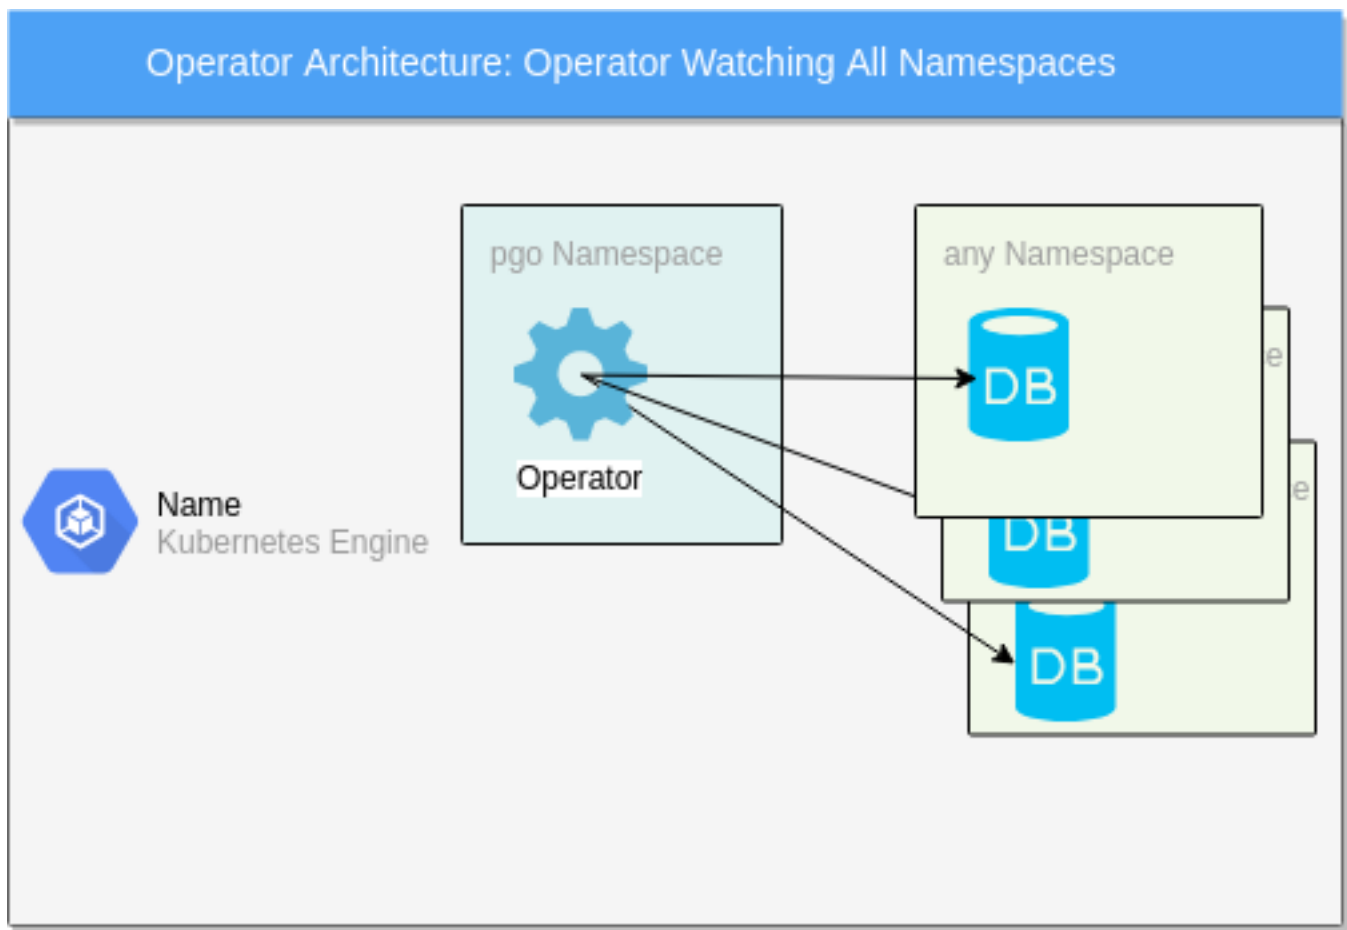 Operator Architecture: Operator Watching All Namespaces
pgo Namespace
any Namespace
e
DB
Operator
e
Name
DB
Kubernetes Engine
DB